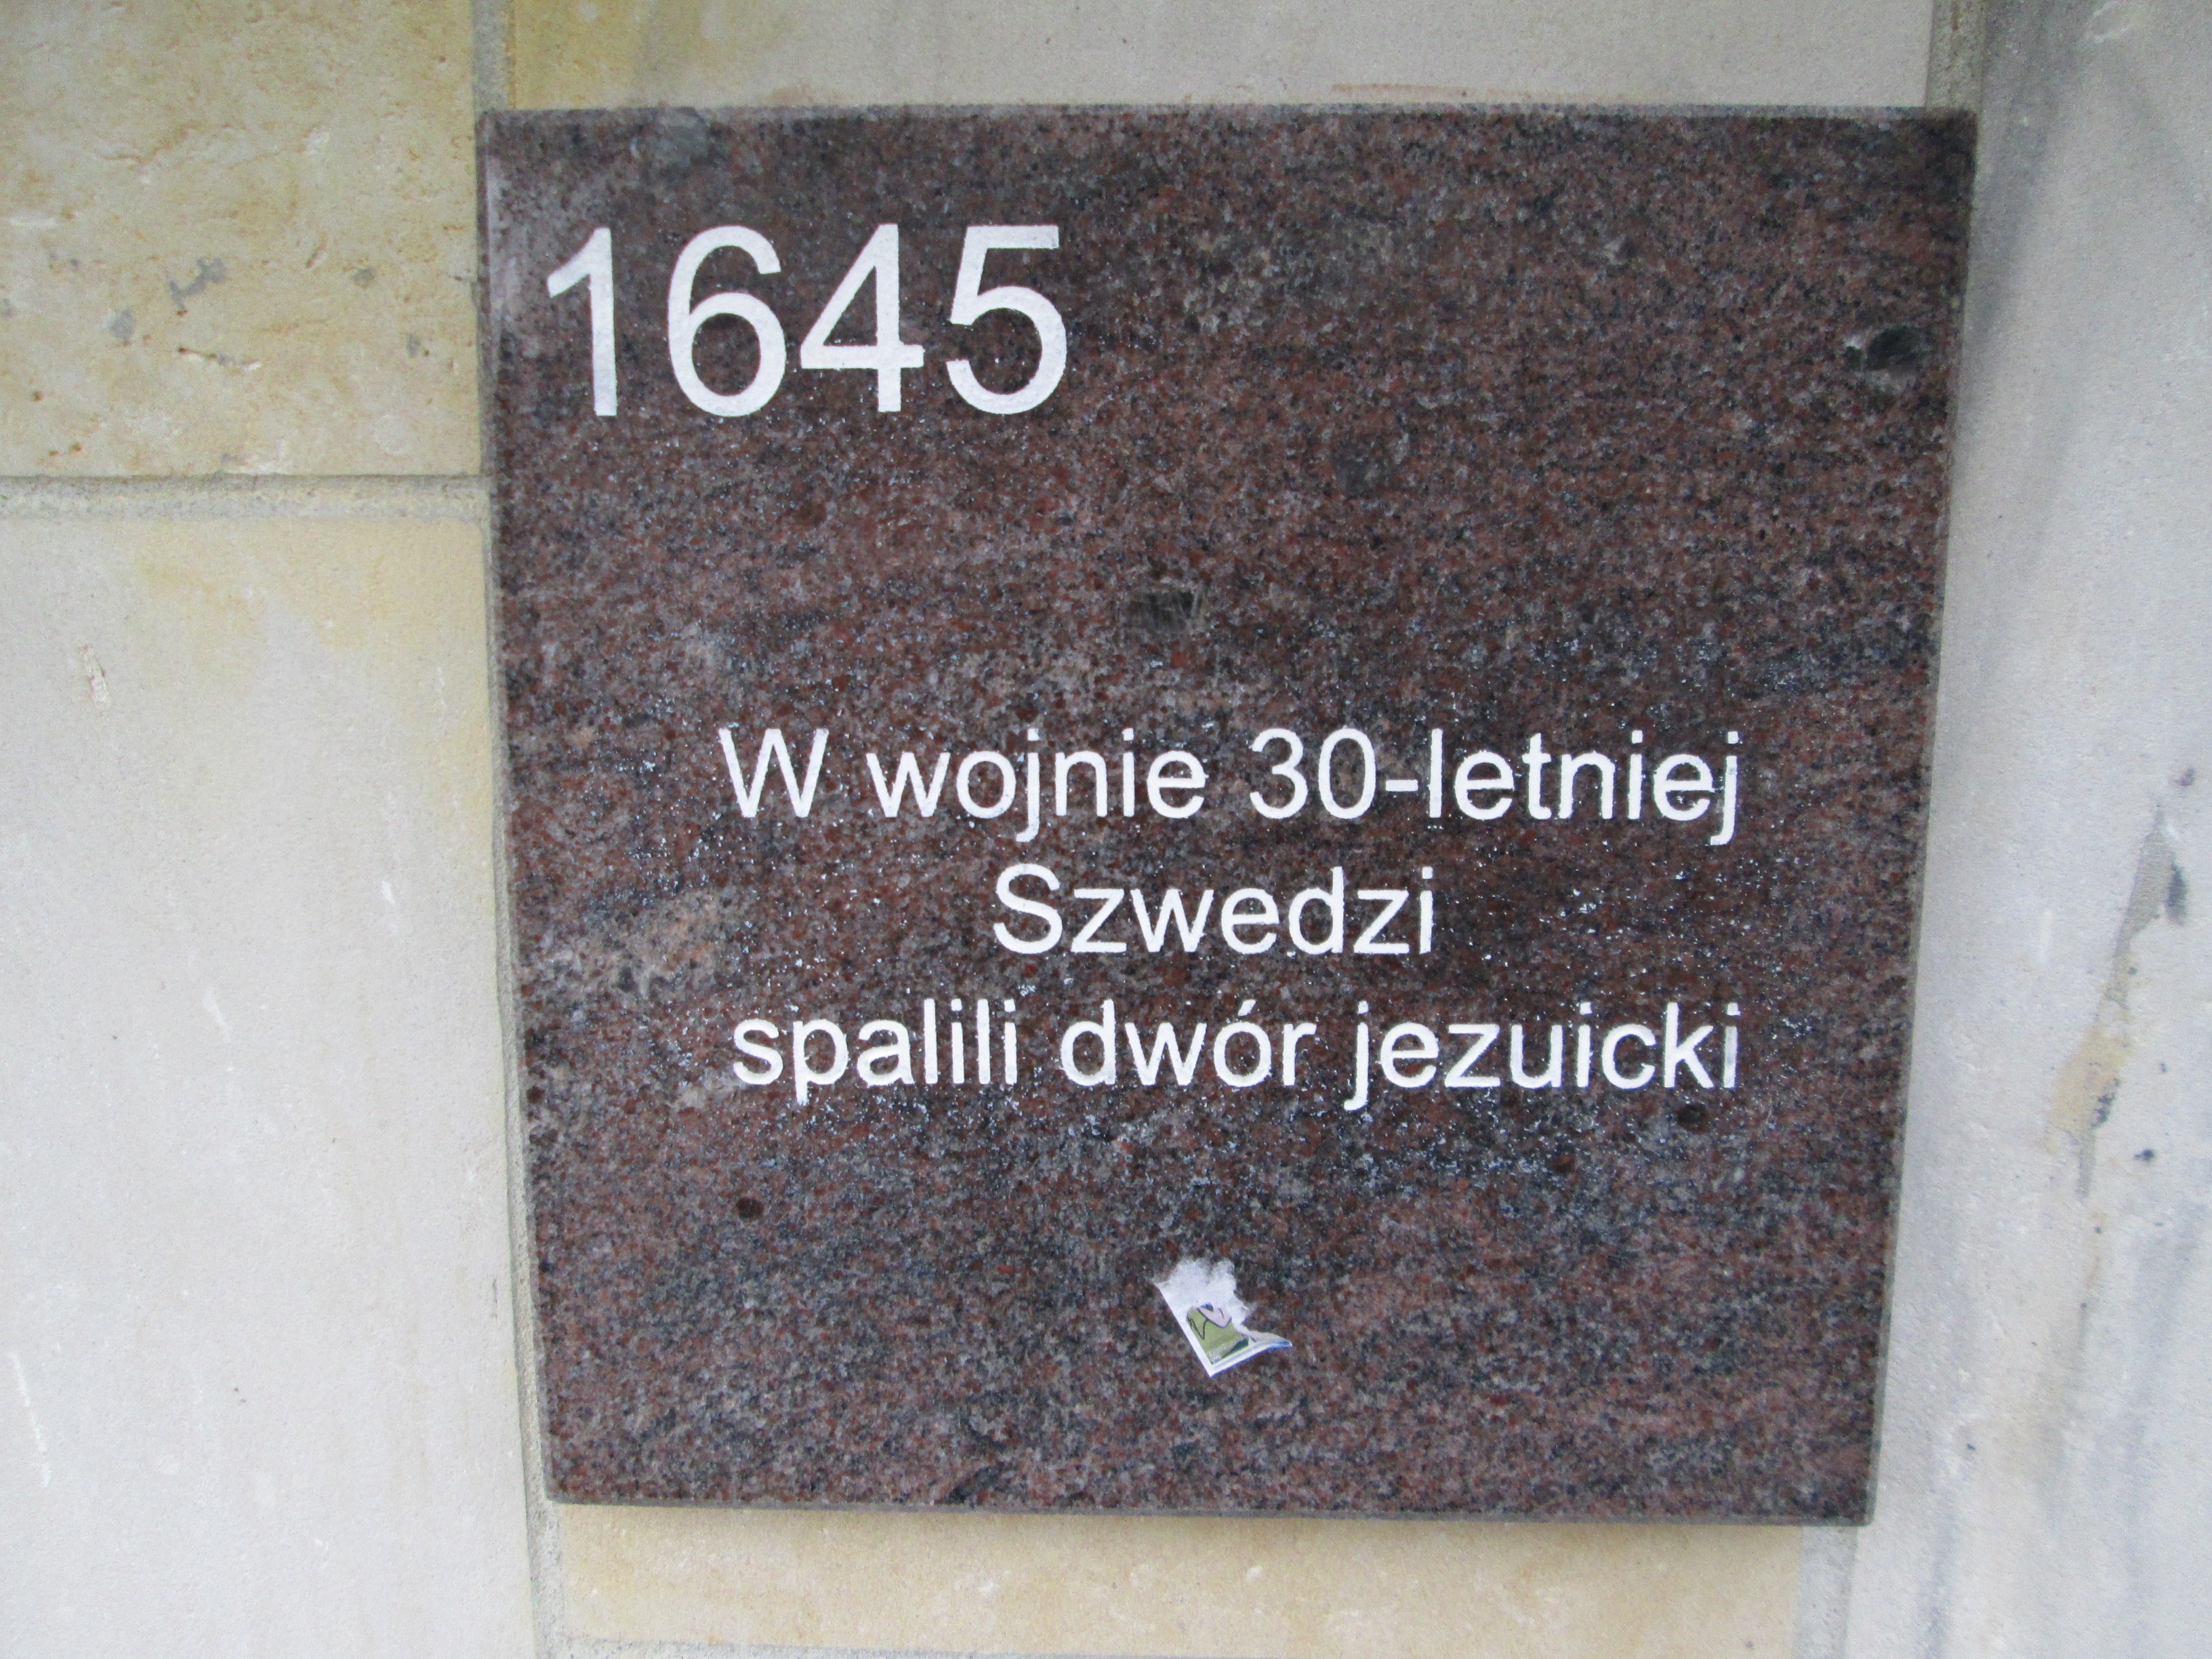 1645
W wojnie 30-letniej
Szwedzi
spalili dwór jezuicki